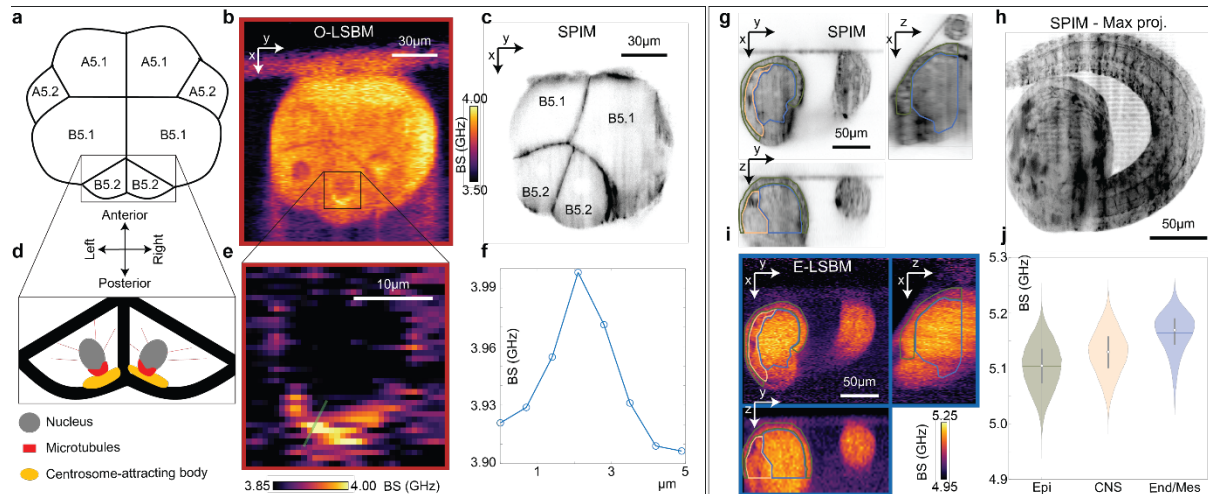 a
A5.1 A5.1
A5.2 A5.2
B5.1 B5.1
B5.2 B5.2
Anterior
Left Right
Posterior
b
O-LSBM
y
x
30µm
4.00
BS (GHz)
3.50
c
SPIM
30µm
B5.1
B5.1
B5.2
B5.2
d
Nucleus
Microtubules
Centrosome-attracting body
e
10µm
3.85 4.00 BS (GHz)
f
3.99
3.96
3.93
3.90
BS (GHz)
1 3 5
µm
g
y
x
SPIM
50µm
z
x
y
z
h
SPIM - Max proj.
50µm
i
E-LSBM
y
x
50µm
z
x
y
z
5.25
BS (GHz)
4.95
j
5.3
5.2
5.1
5.0
4.9
BS (GHz)
Epi CNS End/Mes